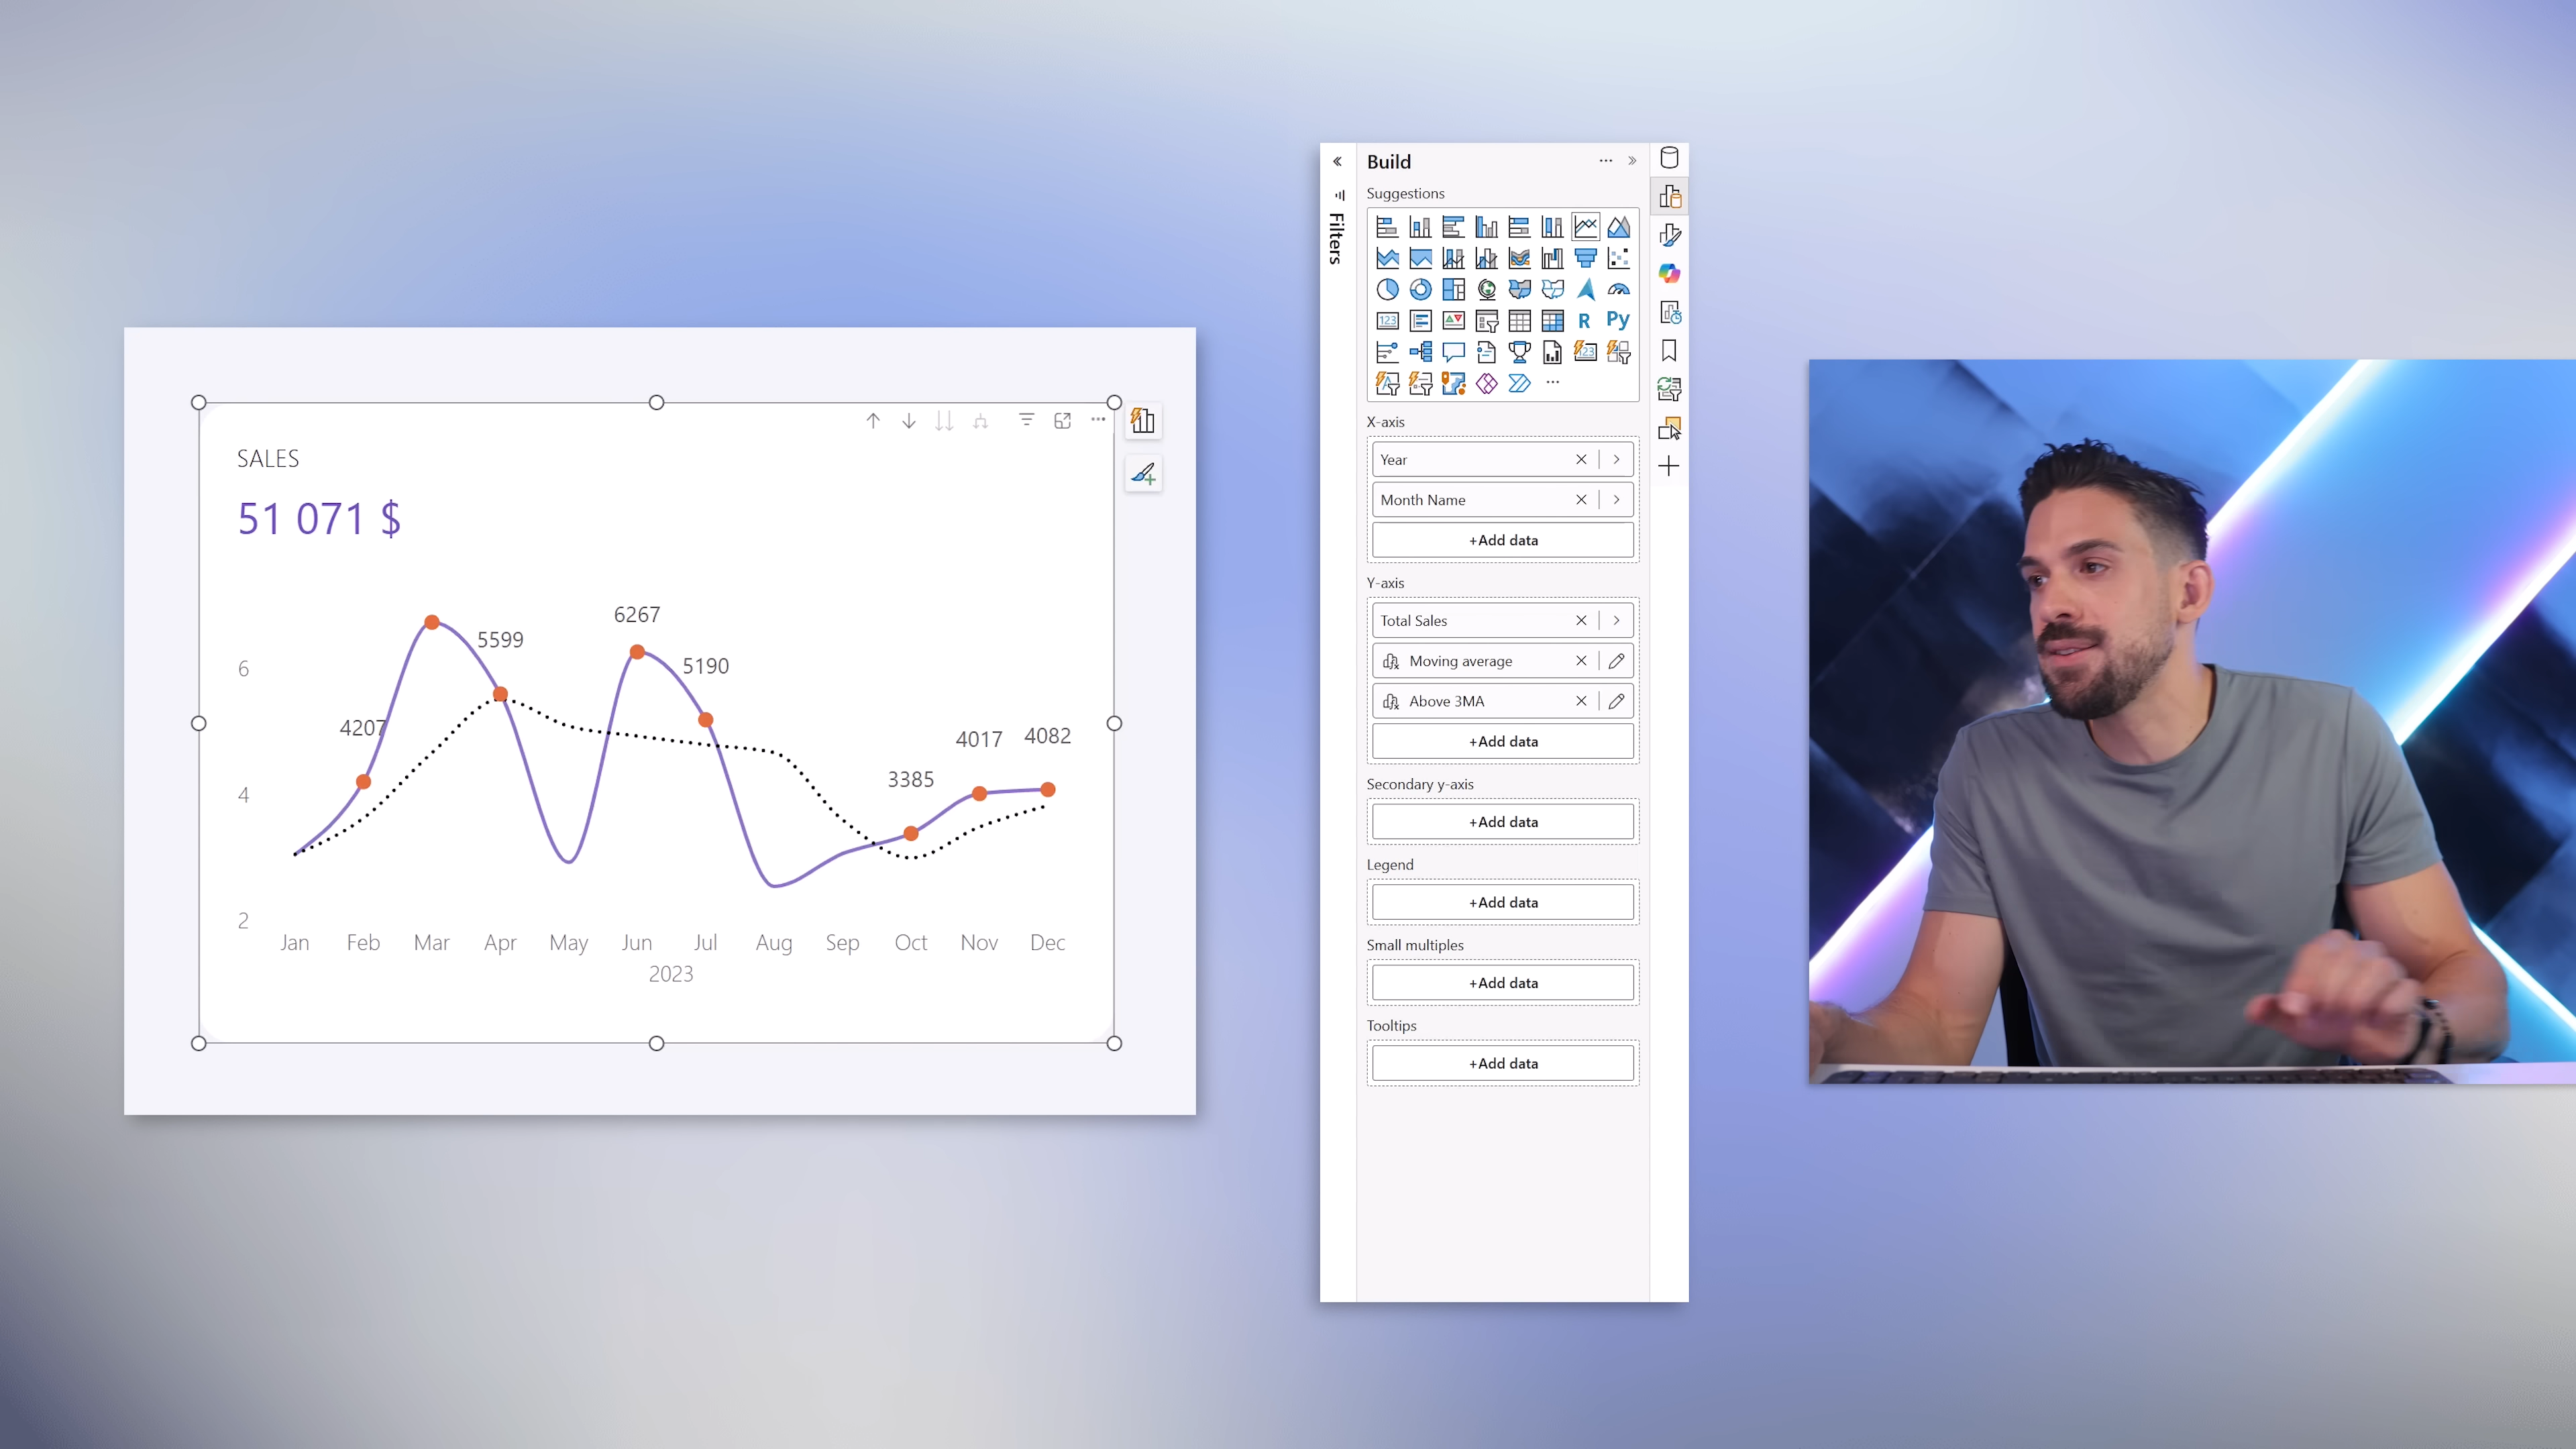 SALES
51 071 $
6267
5599
5190
6
4207
4017
4082
3385
4
2
Jan Feb Mar Apr May Jun Jul Aug Sep Oct Nov Dec
2023
Filters
Build
Suggestions
123
R
Py
123
X-axis
Year
Month Name
+Add data
Y-axis
Total Sales
Moving average
Above 3MA
+Add data
Secondary y-axis
+Add data
Legend
+Add data
Small multiples
+Add data
Tooltips
+Add data